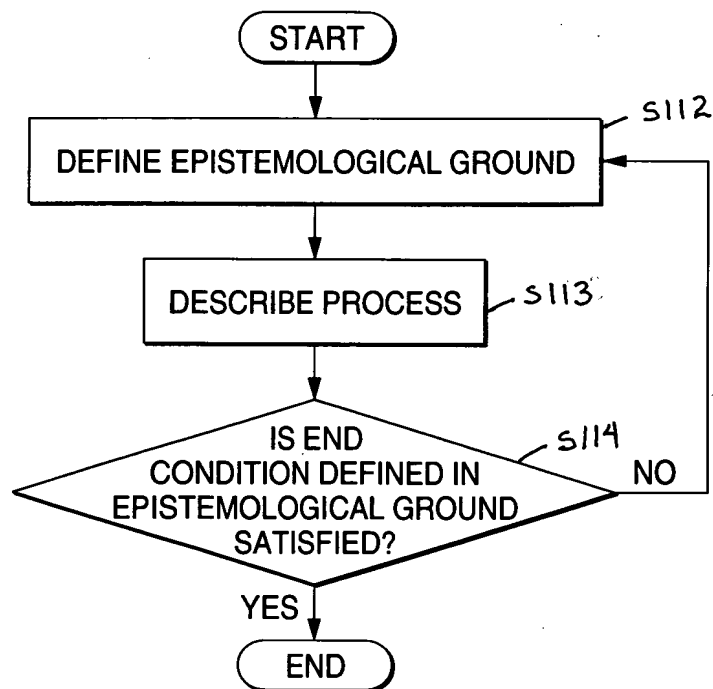 START
S112
DEFINE EPISTEMOLOGICAL GROUND
DESCRIBE PROCESS
S113
IS END
CONDITION DEFINED IN
EPISTEMOLOGICAL GROUND
SATISFIED?
S114
NO
YES
END